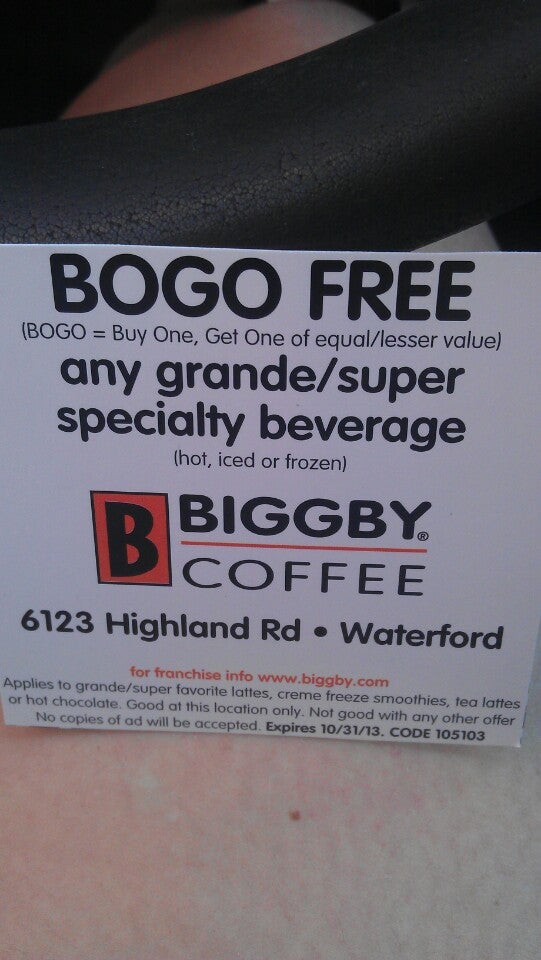 BOGO FREE
(BOGO = Buy One, Get One of equal/lesser value)
any grande/super
specialty beverage
(hot, iced or frozen)
B BIGGBY®
COFFEE
6123 Highland Rd • Waterford
for franchise info www.biggby.com
Applies to grande/super favorite lattes, creme freeze smoothies, tea lattes
or hot chocolate. Good at this location only. Not good with any other offer
No copies of ad will be accepted. Expires 10/31/13. CODE 105103